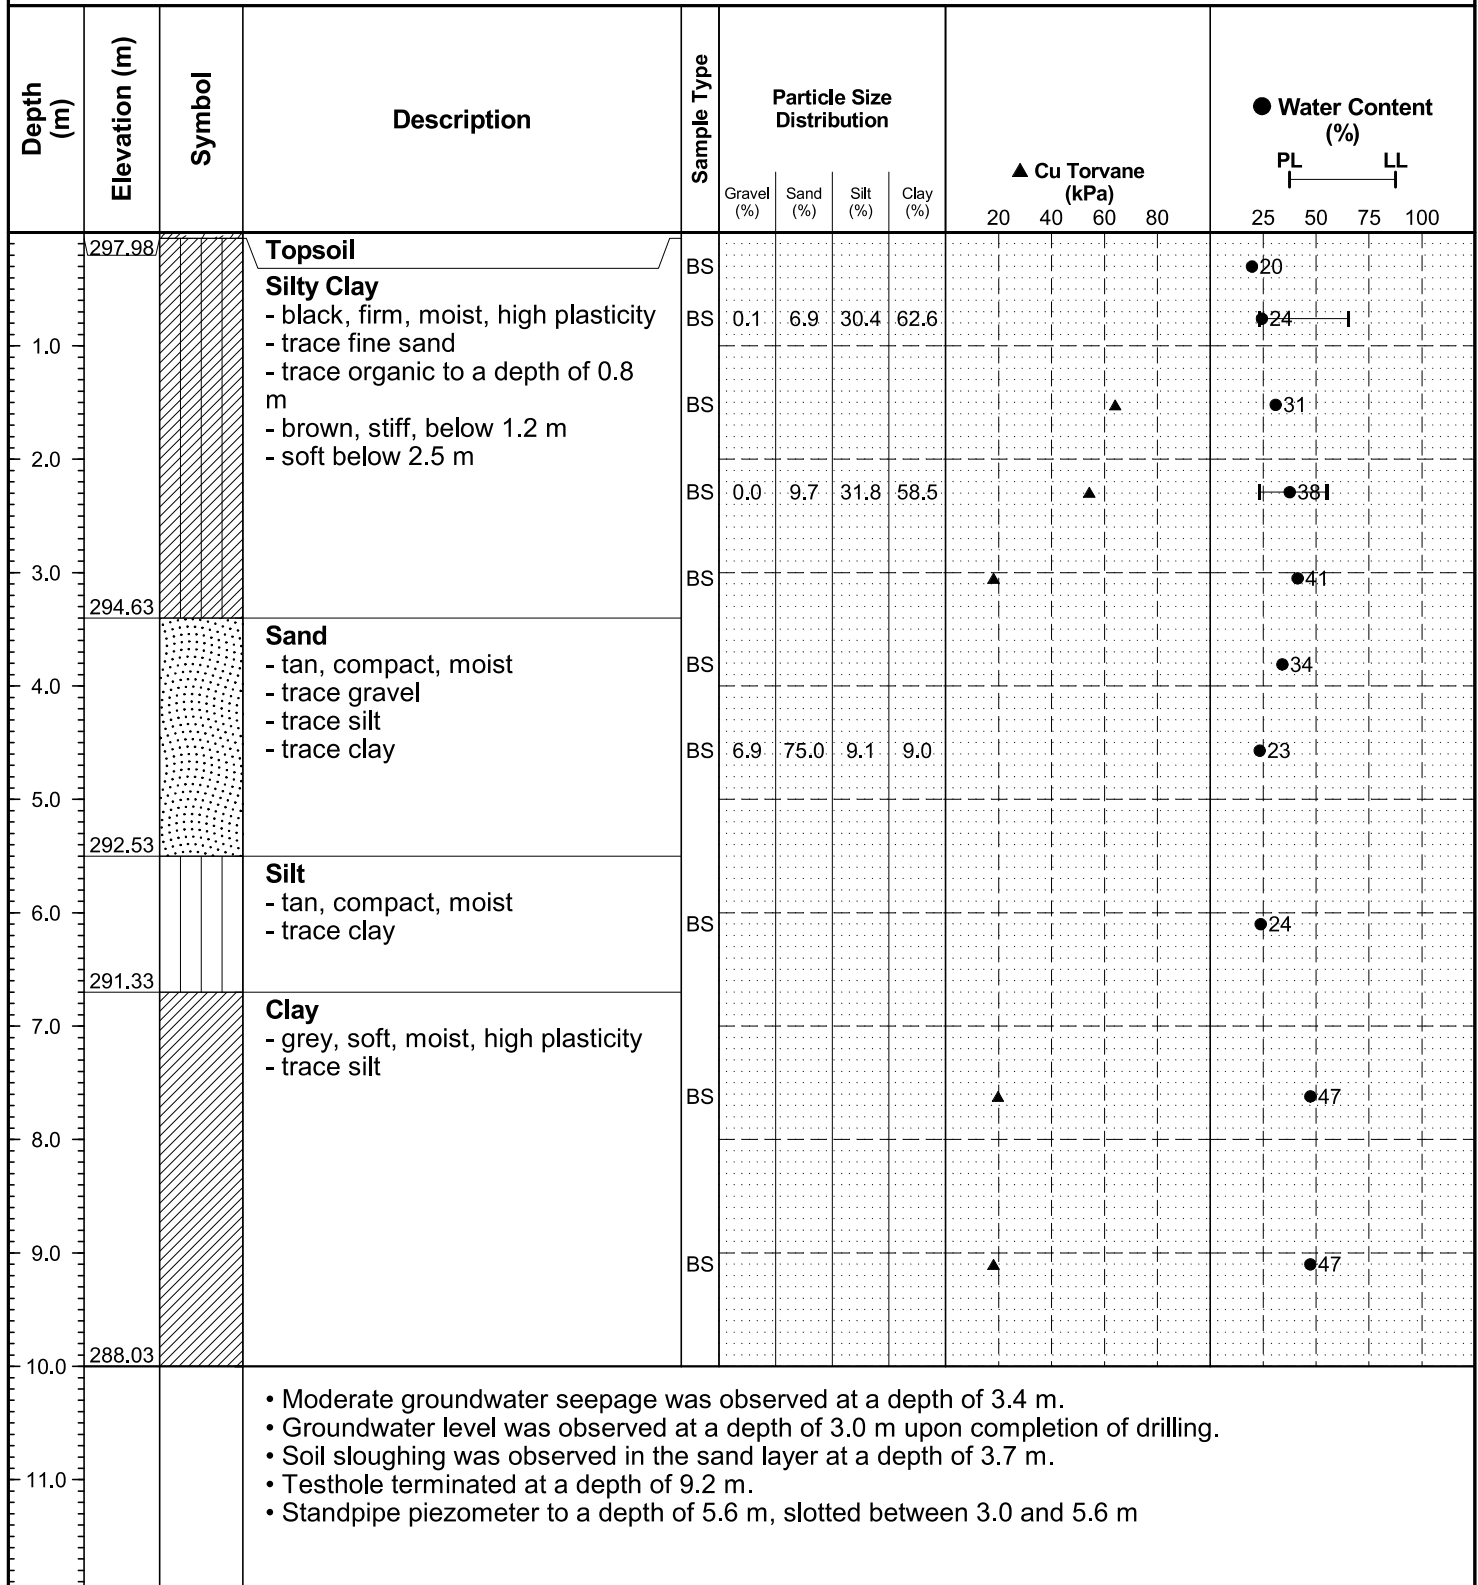 Depth
(m)
Elevation (m)
Symbol
Description
Sample Type
Particle Size
Distribution
Gravel
(%)
Sand
(%)
Silt
(%)
Clay
(%)
▲ Cu Torvane
(kPa)
20 40 60 80
● Water Content
(%)
PL LL
25 50 75 100
297.98
Topsoil
BS 20
Silty Clay
- black, firm, moist, high plasticity
BS 0.1 6.9 30.4 62.6 24
1.0
- trace fine sand
- trace organic to a depth of 0.8
m
BS 31
- brown, stiff, below 1.2 m
- soft below 2.5 m
2.0
BS 0.0 9.7 31.8 58.5 38
3.0
BS 41
294.63
Sand
- tan, compact, moist
BS 34
4.0
- trace gravel
- trace silt
- trace clay
BS 6.9 75.0 9.1 9.0 23
5.0
292.53
Silt
- tan, compact, moist
6.0
- trace clay
BS 24
291.33
Clay
7.0
- grey, soft, moist, high plasticity
- trace silt
BS 47
8.0
9.0
BS 47
288.03
10.0
• Moderate groundwater seepage was observed at a depth of 3.4 m.
• Groundwater level was observed at a depth of 3.0 m upon completion of drilling.
• Soil sloughing was observed in the sand layer at a depth of 3.7 m.
11.0
• Testhole terminated at a depth of 9.2 m.
• Standpipe piezometer to a depth of 5.6 m, slotted between 3.0 and 5.6 m